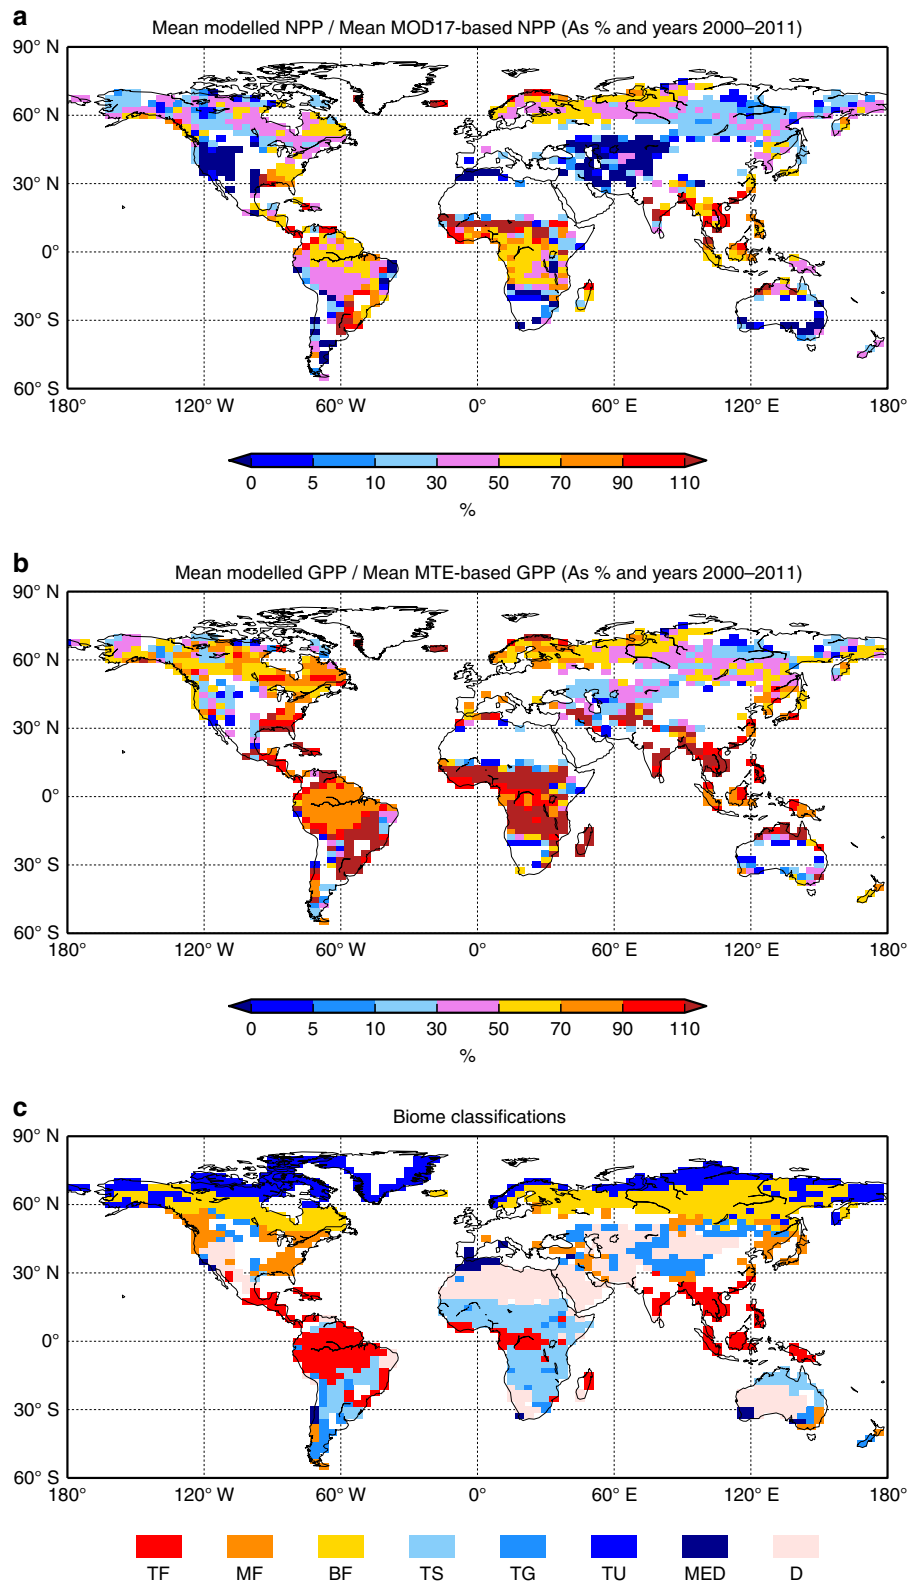 a
Mean modelled NPP / Mean MOD17-based NPP (As % and years 2000–2011)
90° N
60° N
30° N
0°
30° S
60° S
180° 120° W 60° W 0° 60° E 120° E 180°
0 5 10 30 50 70 90 110
%
b
Mean modelled GPP / Mean MTE-based GPP (As % and years 2000–2011)
90° N
60° N
30° N
0°
30° S
60° S
180° 120° W 60° W 0° 60° E 120° E 180°
0 5 10 30 50 70 90 110
%
c
Biome classifications
90° N
60° N
30° N
0°
30° S
60° S
180° 120° W 60° W 0° 60° E 120° E 180°
TF MF BF TS TG TU MED D